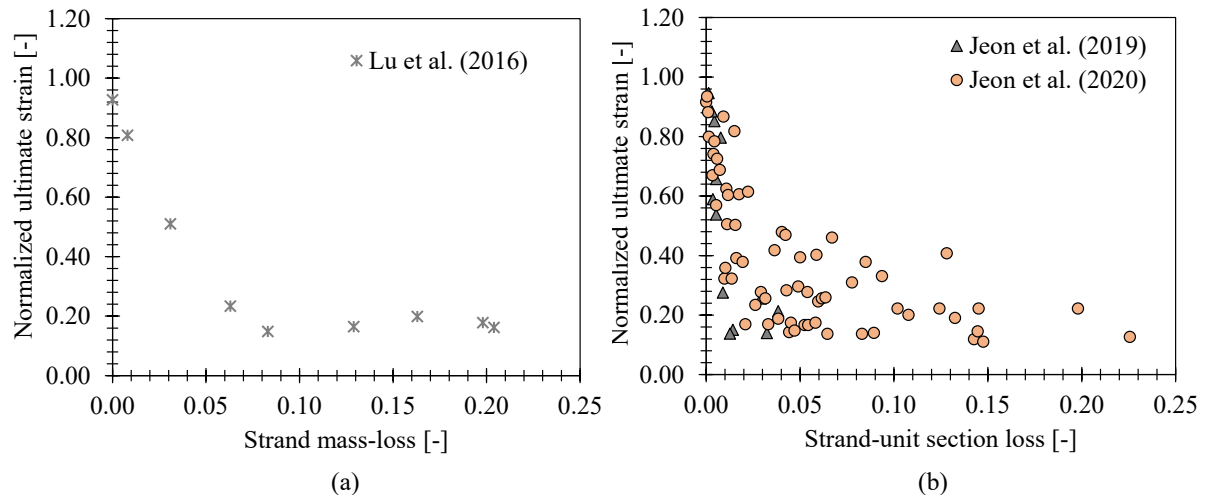 Normalized ultimate strain [-]
1.20
1.00
0.80
0.60
0.40
0.20
0.00
0.00 0.05 0.10 0.15 0.20 0.25
Lu et al. (2016)
Strand mass-loss [-]
(a)
Normalized ultimate strain [-]
1.20
1.00
0.80
0.60
0.40
0.20
0.00
0.00 0.05 0.10 0.15 0.20 0.25
Jeon et al. (2019)
Jeon et al. (2020)
Strand-unit section loss [-]
(b)